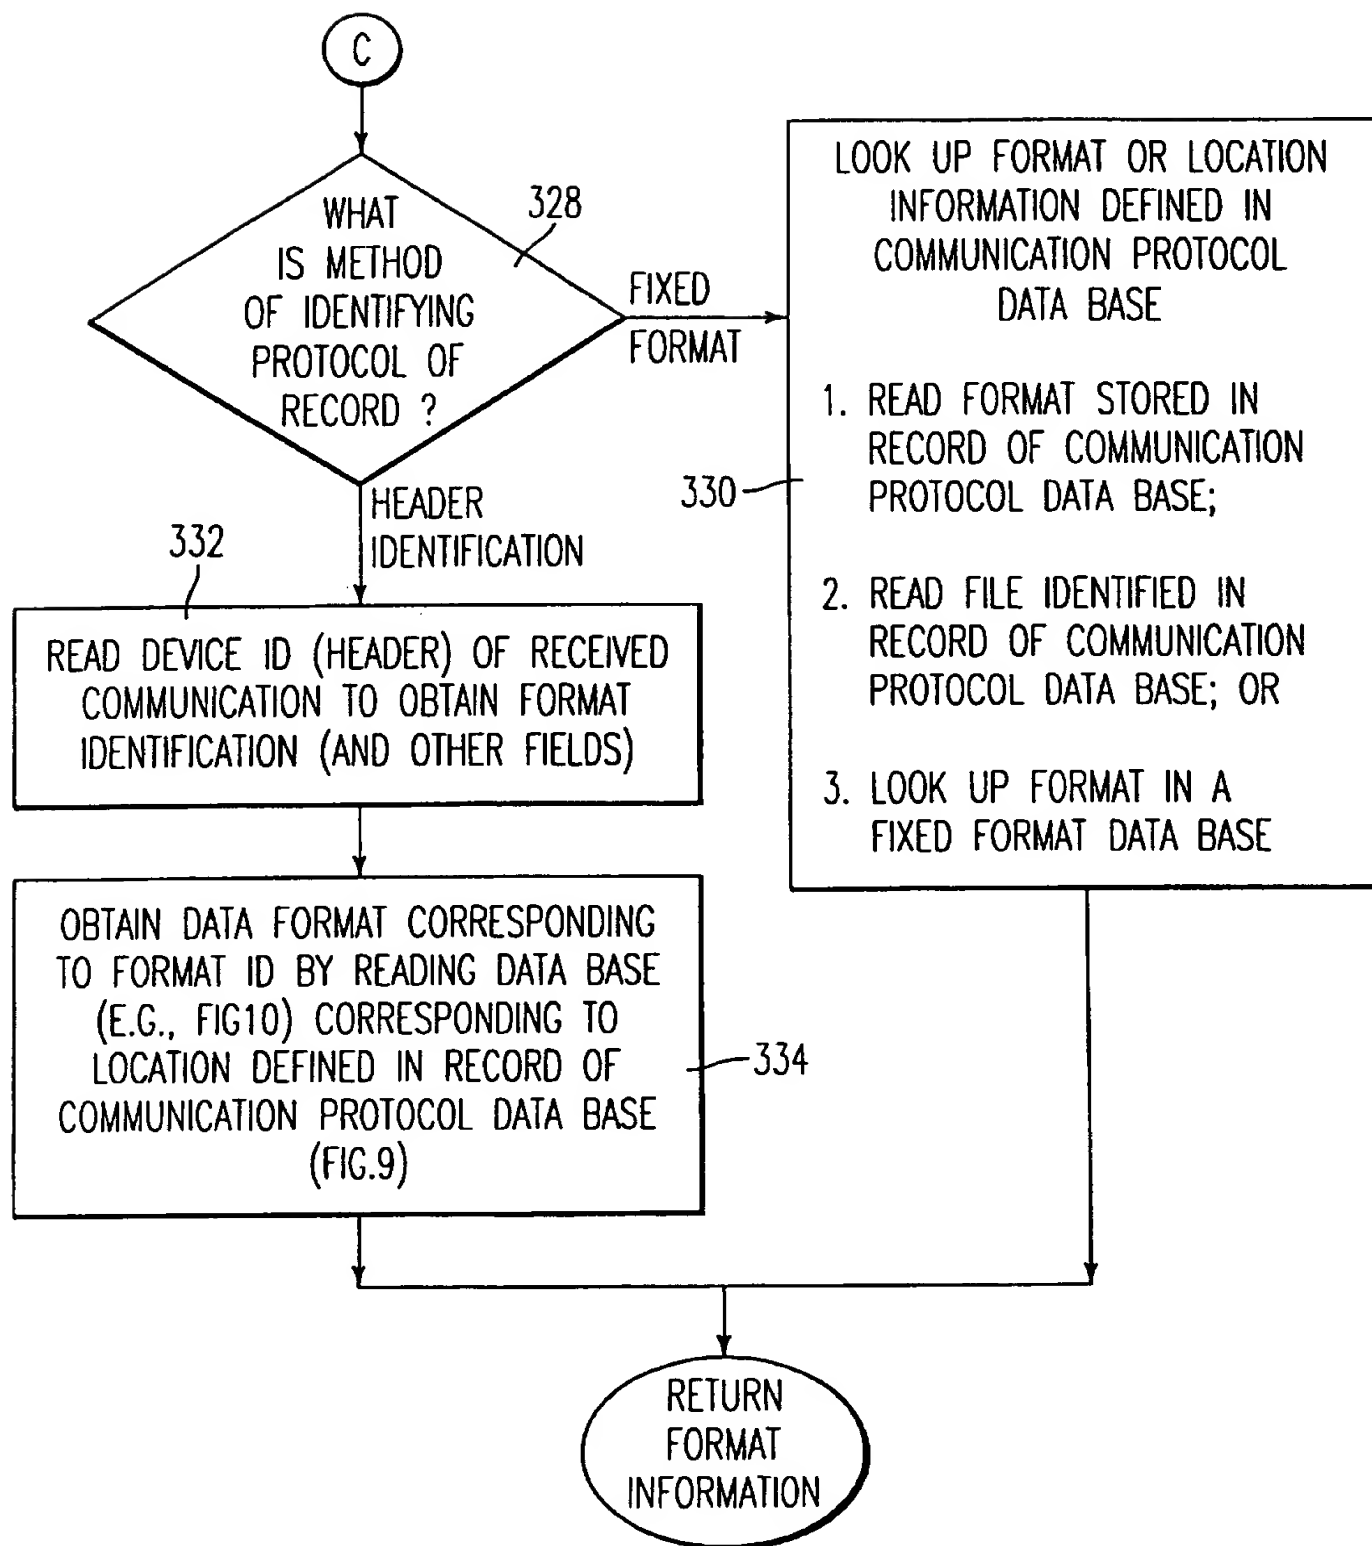 C
WHAT
IS METHOD
OF IDENTIFYING
PROTOCOL OF
RECORD ?
328
FIXED
FORMAT
HEADER
IDENTIFICATION
LOOK UP FORMAT OR LOCATION
INFORMATION DEFINED IN
COMMUNICATION PROTOCOL
DATA BASE
1. READ FORMAT STORED IN
RECORD OF COMMUNICATION
PROTOCOL DATA BASE;
2. READ FILE IDENTIFIED IN
RECORD OF COMMUNICATION
PROTOCOL DATA BASE; OR
3. LOOK UP FORMAT IN A
FIXED FORMAT DATA BASE
330
332
READ DEVICE ID (HEADER) OF RECEIVED
COMMUNICATION TO OBTAIN FORMAT
IDENTIFICATION (AND OTHER FIELDS)
OBTAIN DATA FORMAT CORRESPONDING
TO FORMAT ID BY READING DATA BASE
(E.G., FIG10) CORRESPONDING TO
LOCATION DEFINED IN RECORD OF
COMMUNICATION PROTOCOL DATA BASE
(FIG.9)
334
RETURN
FORMAT
INFORMATION